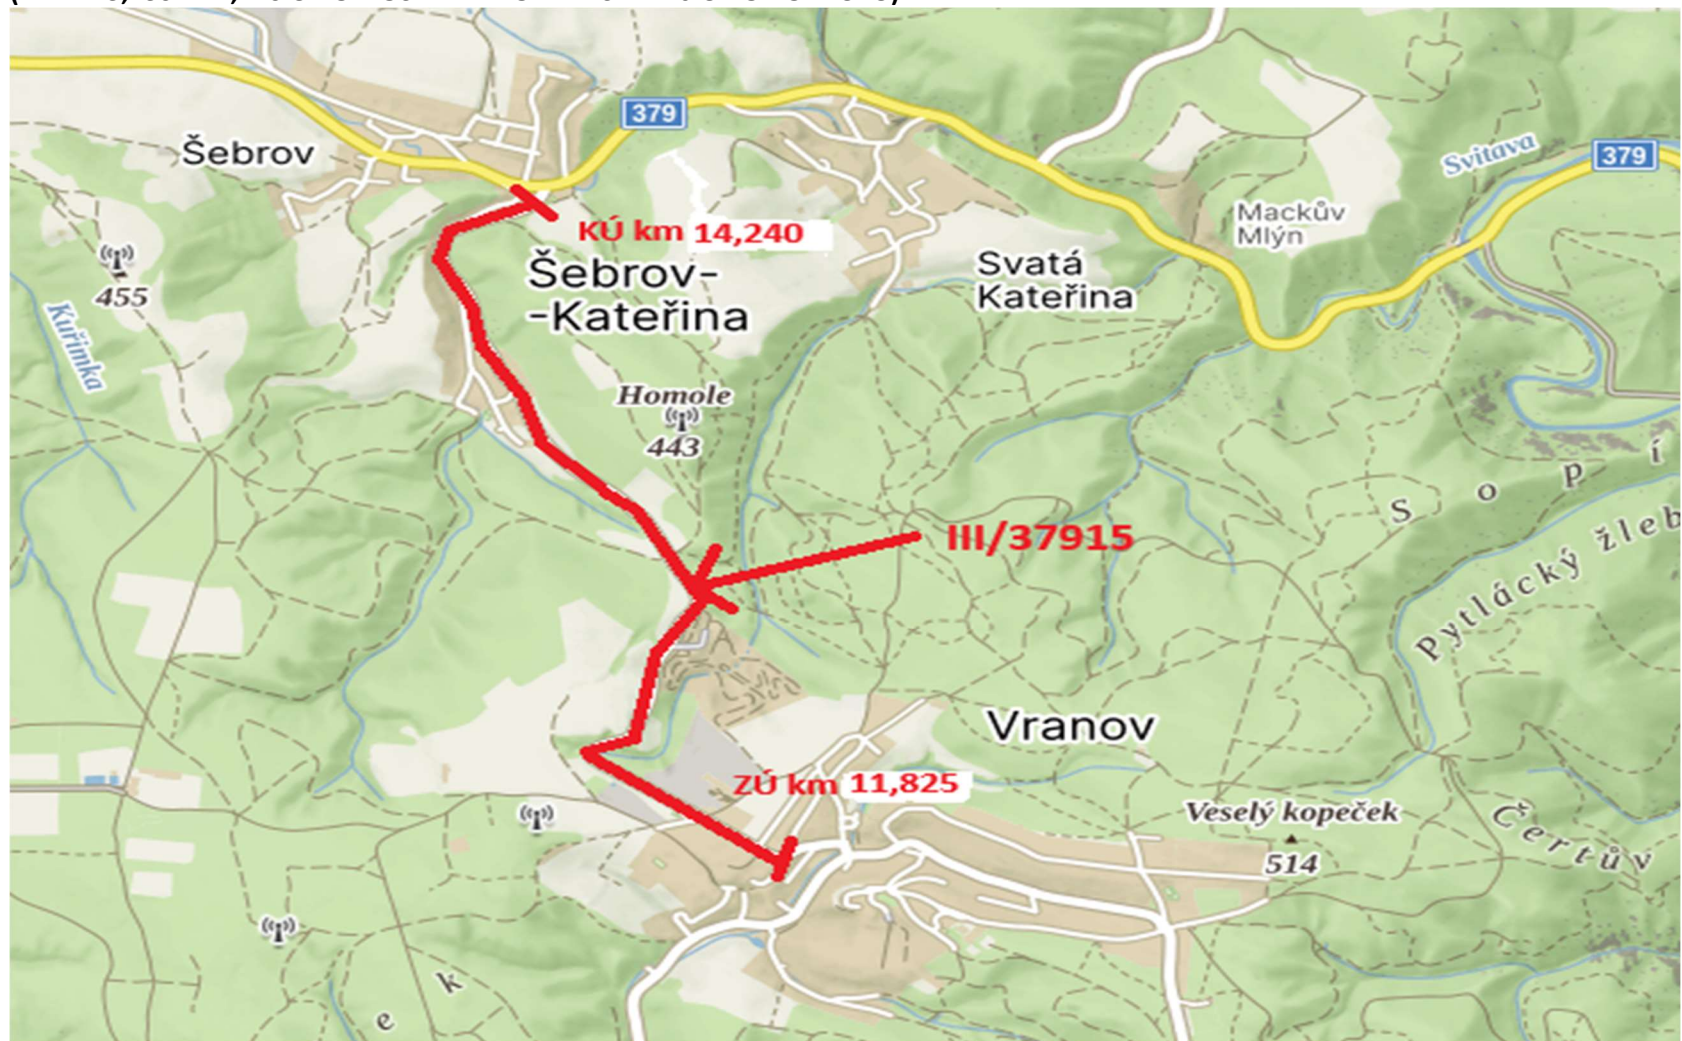 379
Šebrov
379
Svitava
Mackův
Mlýn
KÚ km 14,240
Svatá
Kateřina
Šebrov-
-Kateřina
455
Kuřimka
Homole
443
S o p í
III/37915
Pytlácký žleb
Vranov
ZÚ km 11,825
Veselý kopeček
514
Čertův
e k